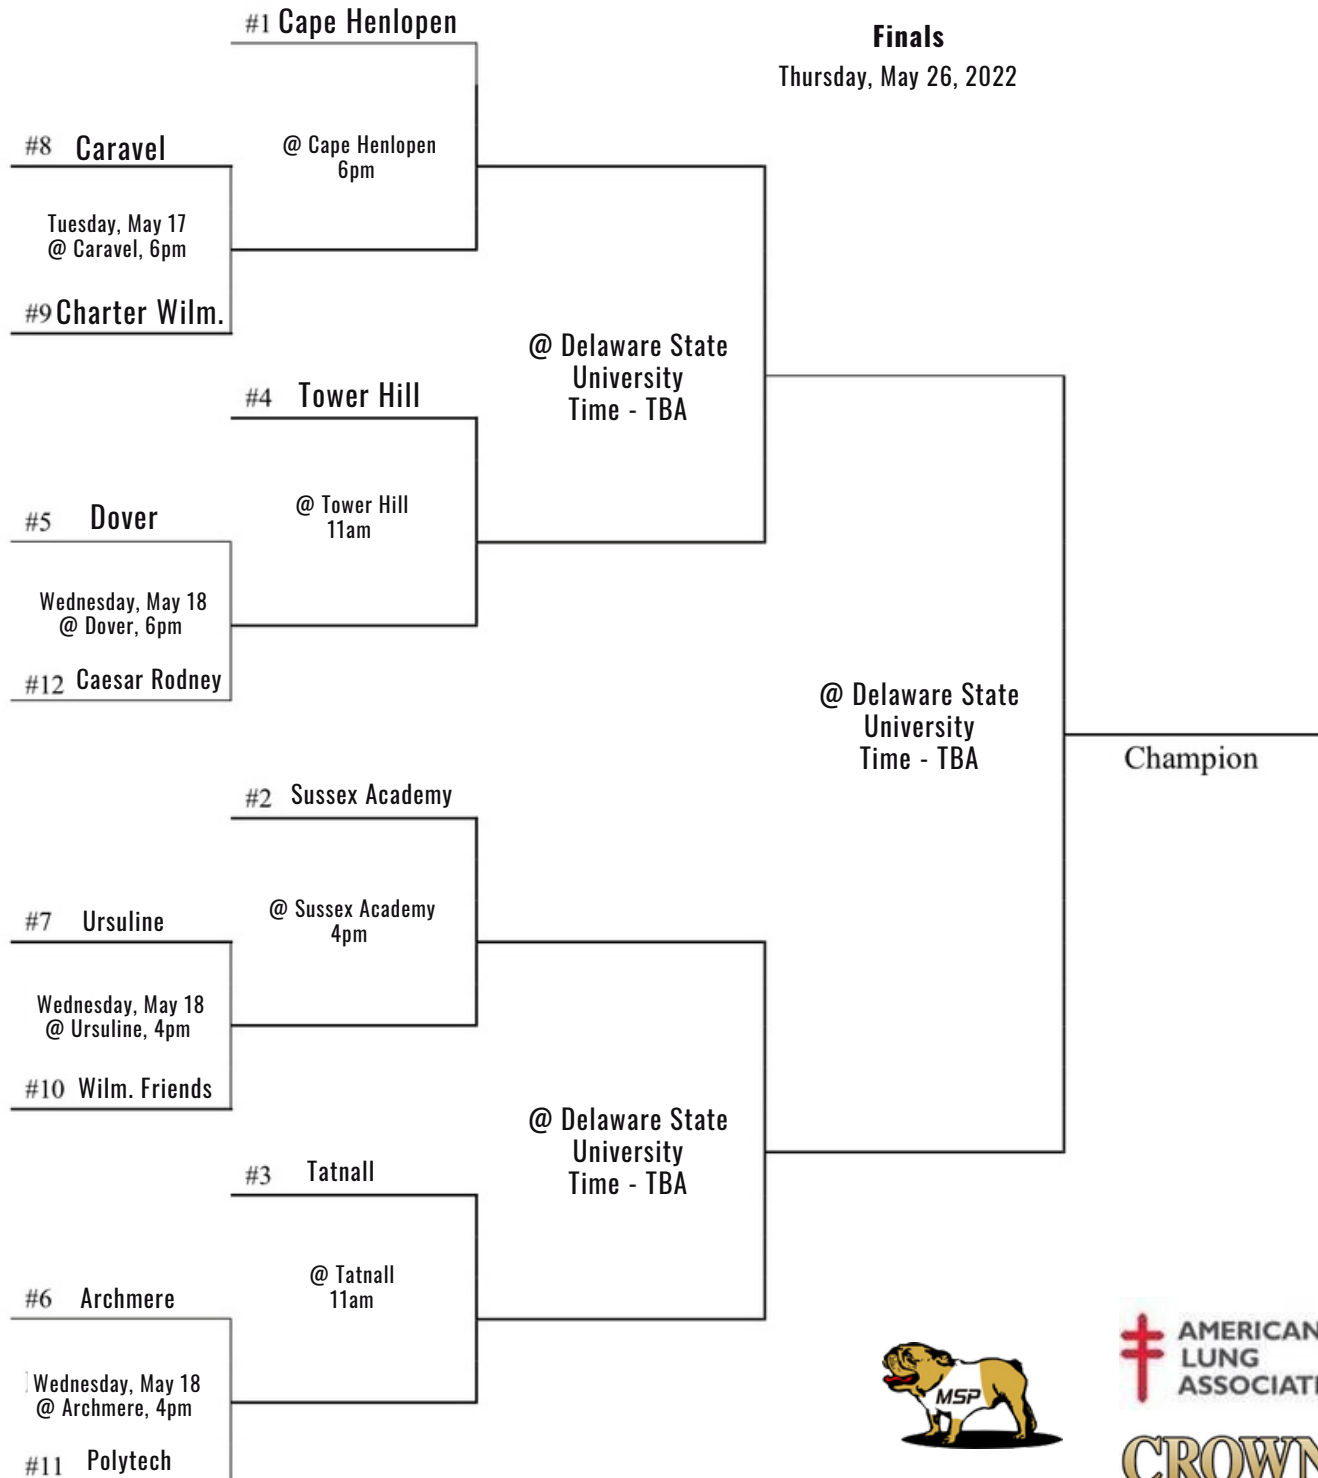 #1 Cape Henlopen
Finals
Thursday, May 26, 2022
#8 Caravel
@ Cape Henlopen
6pm
Tuesday, May 17
@ Caravel, 6pm
#9 Charter Wilm.
@ Delaware State
University
Time - TBA
#4 Tower Hill
@ Tower Hill
11am
#5 Dover
Wednesday, May 18
@ Dover, 6pm
#12 Caesar Rodney
@ Delaware State
University
Time - TBA
Champion
#2 Sussex Academy
@ Sussex Academy
4pm
#7 Ursuline
Wednesday, May 18
@ Ursuline, 4pm
#10 Wilm. Friends
@ Delaware State
University
Time - TBA
#3 Tatnall
@ Tatnall
11am
#6 Archmere
Wednesday, May 18
@ Archmere, 4pm
#11 Polytech
MSP
AMERICAN
LUNG
ASSOCIATI
CROWN